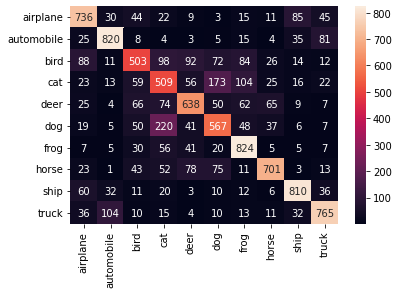 airplane 736 30 44 22 9 3 15 11 85 45
automobile 25 820 8 4 3 5 15 4 35 81
bird 88 11 503 98 92 72 84 26 14 12
cat 23 13 59 509 56 173 104 25 16 22
deer 25 4 66 74 638 50 62 65 9 7
dog 19 5 50 220 41 567 48 37 6 7
frog 7 5 30 56 41 20 824 5 5 7
horse 23 1 43 52 78 75 11 701 3 13
ship 60 32 11 20 3 10 12 6 810 36
truck 36 104 10 15 4 10 13 11 32 765
airplane automobile bird cat deer dog frog horse ship truck
800
700
600
500
400
300
200
100